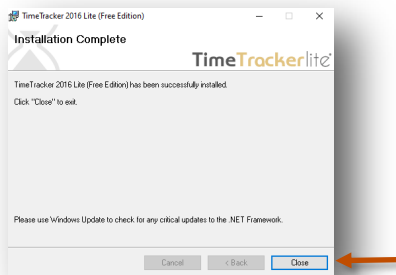 TimeTracker 2016 Lite (Free Edition)
Installation Complete
TimeTrackerlite
TimeTracker 2016 Lite (Free Edition) has been successfully installed.
Click "Close" to exit.
Please use Windows Update to check for any critical updates to the .NET Framework.
Cancel < Back Close